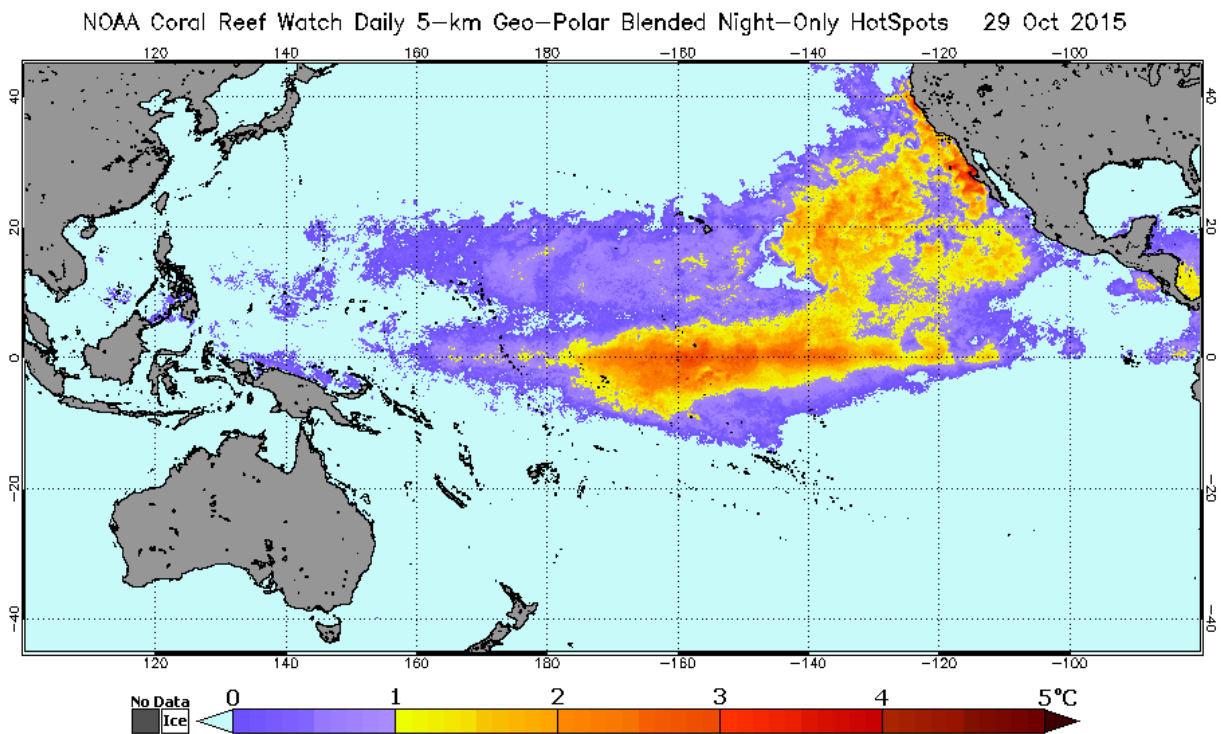 NOAA Coral Reef Watch Daily 5-km Geo-Polar Blended Night-Only HotSpots 29 Oct 2015
120 140 160 180 -160 -140 -120 -100
40 40
20 20
0 0
-20 -20
-40 -40
120 140 160 180 -160 -140 -120 -100
No Data 0 1 2 3 4 5°C
Ice